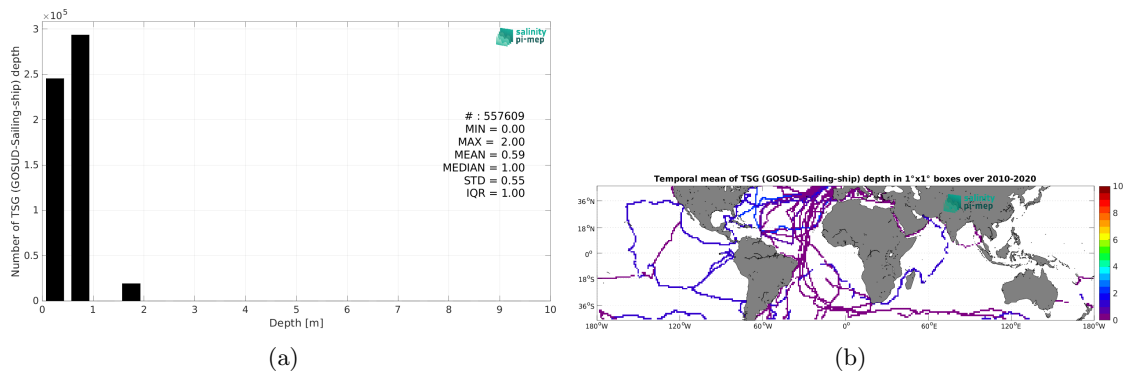 ×10⁵
3
2.5
2
1.5
1
0.5
0
Number of TSG (GOSUD-Sailing-ship) depth
0 1 2 3 4 5 6 7 8 9 10
Depth [m]
salinity
pi-mep
# : 557609
MIN = 0.00
MAX = 2.00
MEAN = 0.59
MEDIAN = 1.00
STD = 0.55
IQR = 1.00
(a)
Temporal mean of TSG (GOSUD-Sailing-ship) depth in 1°x1° boxes over 2010-2020
salinity
pi-mep
36°N
18°N
0°
18°S
36°S
180°W 120°W 60°W 0° 60°E 120°E 180°W
10
8
6
4
2
0
(b)